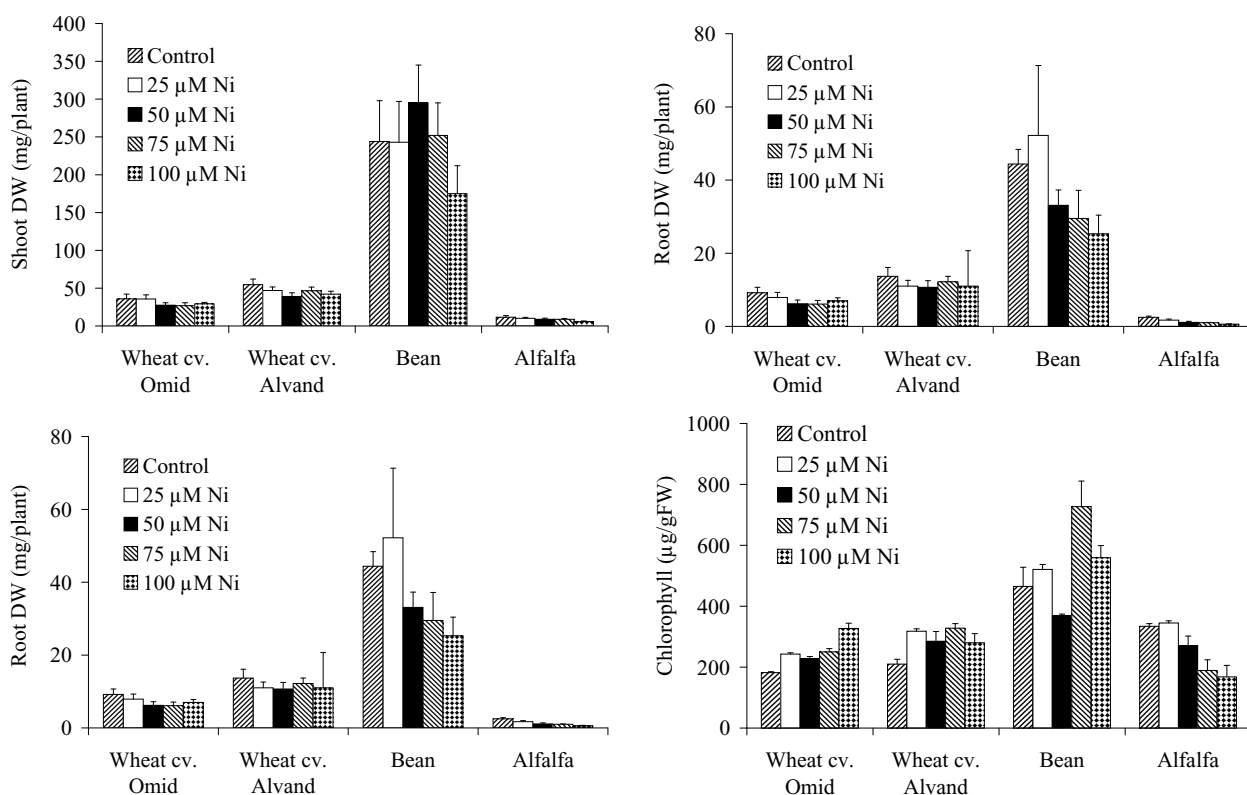 400
350
300
250
200
150
100
50
0
Shoot DW (mg/plant)
Control
25 µM Ni
50 µM Ni
75 µM Ni
100 µM Ni
Wheat cv.
Omid
Wheat cv.
Alvand
Bean
Alfalfa
80
60
40
20
0
Root DW (mg/plant)
Control
25 µM Ni
50 µM Ni
75 µM Ni
100 µM Ni
Wheat cv.
Omid
Wheat cv.
Alvand
Bean
Alfalfa
80
60
40
20
0
Root DW (mg/plant)
Control
25 µM Ni
50 µM Ni
75 µM Ni
100 µM Ni
Wheat cv.
Omid
Wheat cv.
Alvand
Bean
Alfalfa
1000
800
600
400
200
0
Chlorophyll (µg/gFW)
Control
25 µM Ni
50 µM Ni
75 µM Ni
100 µM Ni
Wheat cv.
Omid
Wheat cv.
Alvand
Bean
Alfalfa